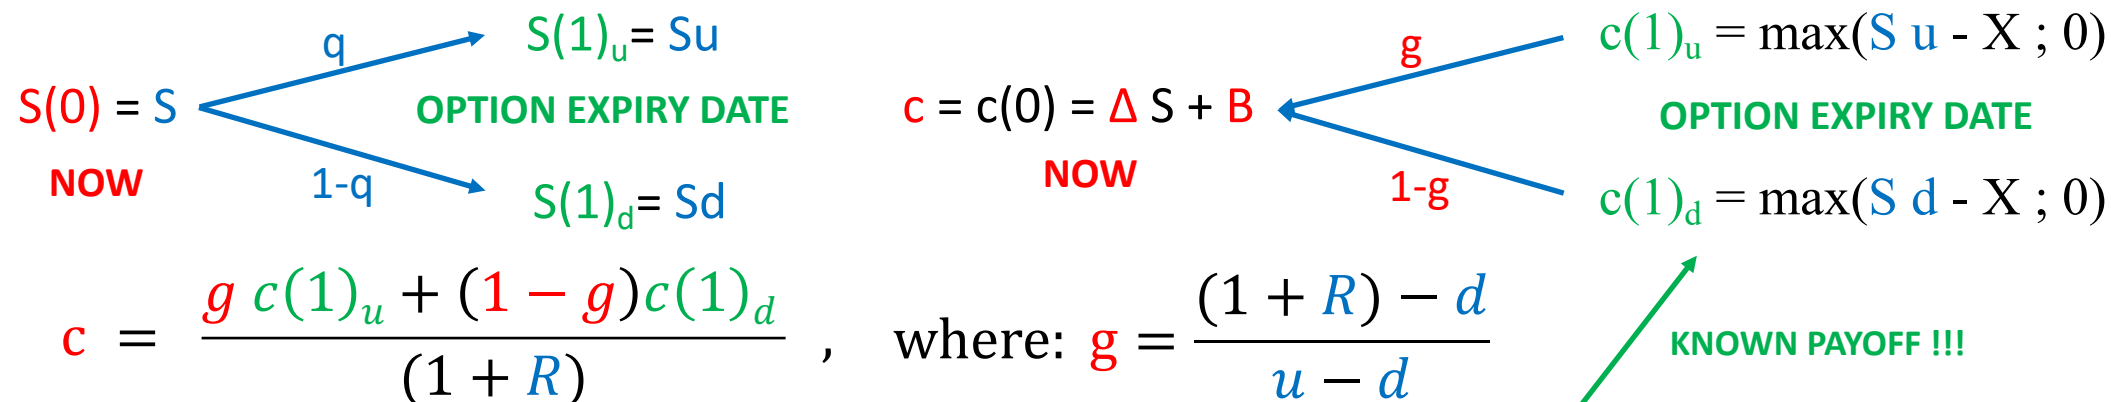 q
S(1)u= Su
S(0) = S
OPTION EXPIRY DATE
NOW
1-q
S(1)d= Sd
g
c(1)u = max(S u - X ; 0)
c = c(0) = Δ S + B
OPTION EXPIRY DATE
NOW
1-g
c(1)d = max(S d - X ; 0)
c = (g c(1)u + (1 − g)c(1)d) / (1 + R) , where: g = ((1 + R) − d) / (u − d)
KNOWN PAYOFF !!!